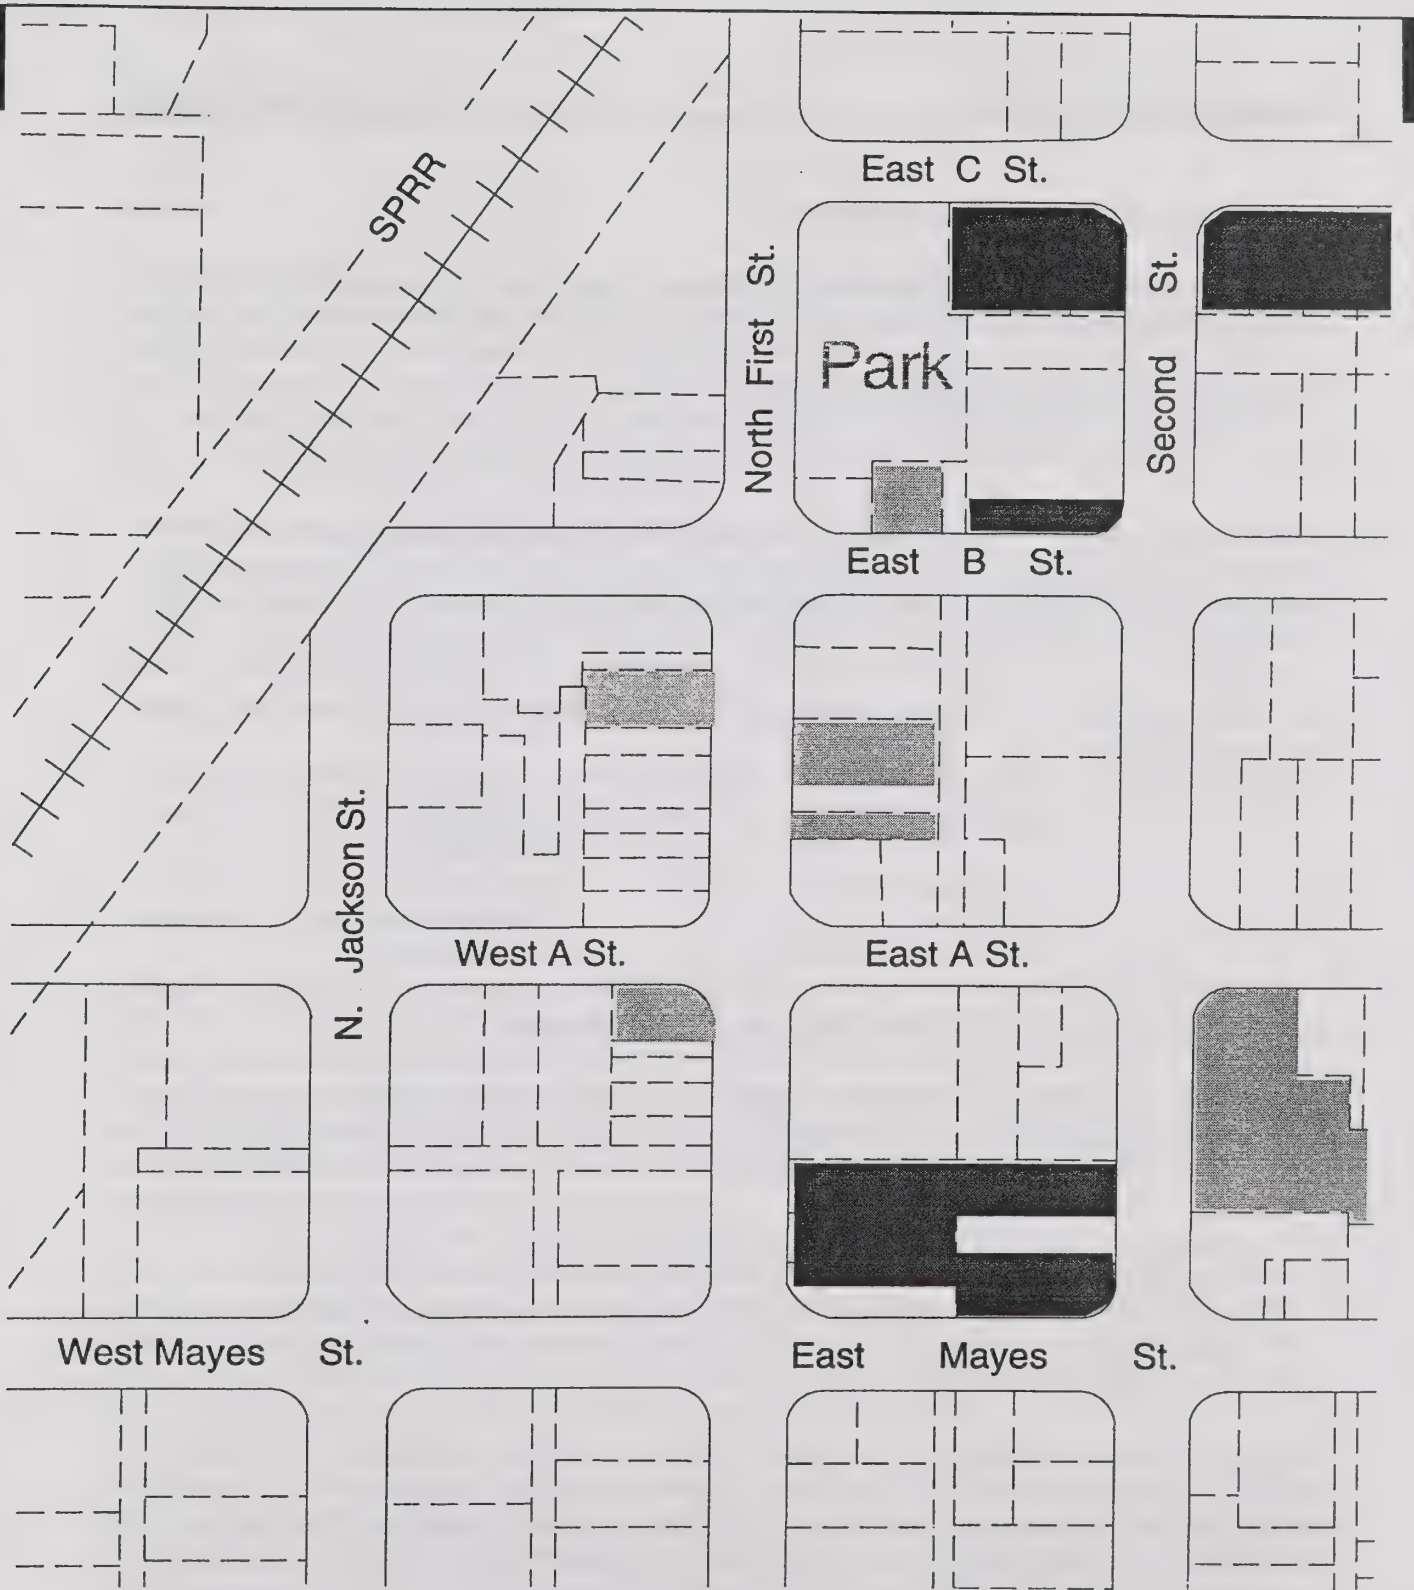 East C St.
SPRR
North First St.
Second St.
Park
East B St.
N. Jackson St.
West A St.
East A St.
West Mayes St.
East Mayes St.